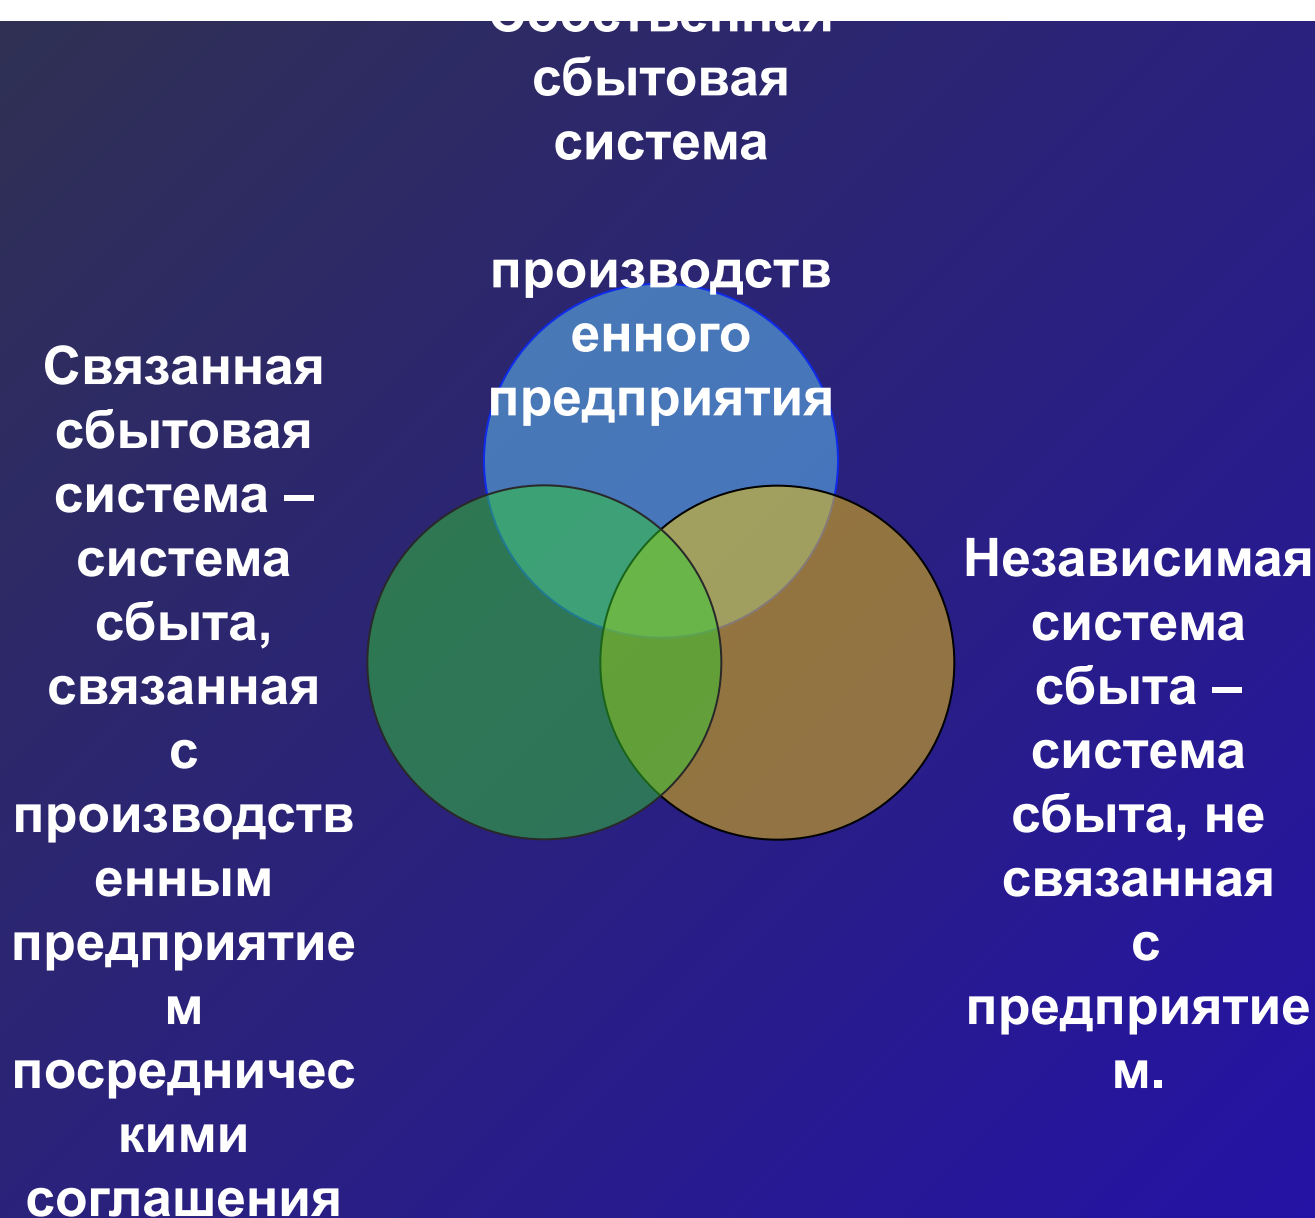 Собственная
сбытовая
система
производств
енного
предприятия
Связанная
сбытовая
система –
система
сбыта,
связанная
с
производств
енным
предприятие
м
посредничес
кими
соглашения
Независимая
система
сбыта –
система
сбыта, не
связанная
с
предприятие
м.